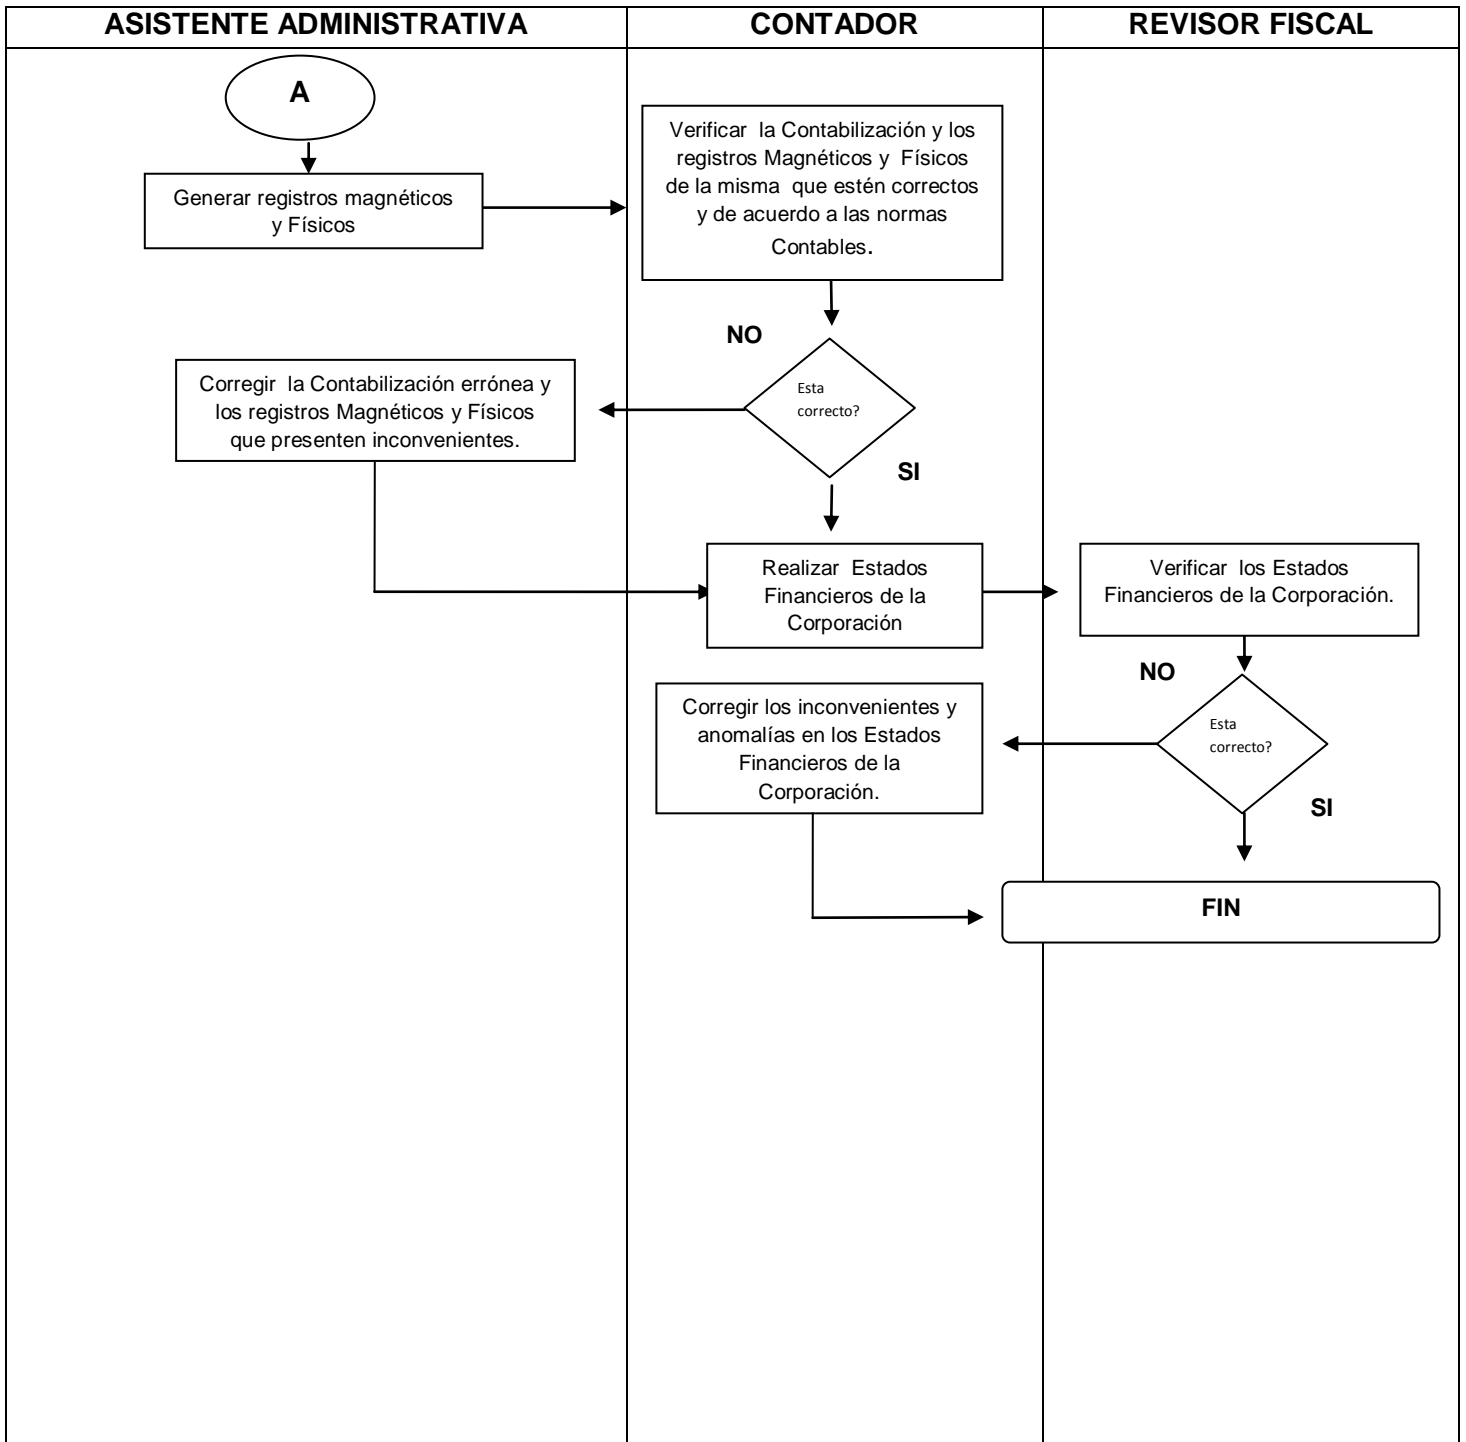 ASISTENTE ADMINISTRATIVA
CONTADOR
REVISOR FISCAL
A
Generar registros magnéticos
y Físicos
Verificar la Contabilización y los
registros Magnéticos y Físicos
de la misma que estén correctos
y de acuerdo a las normas
Contables.
NO
Esta
correcto?
SI
Corregir la Contabilización errónea y
los registros Magnéticos y Físicos
que presenten inconvenientes.
Realizar Estados
Financieros de la
Corporación
Verificar los Estados
Financieros de la Corporación.
NO
Esta
correcto?
SI
Corregir los inconvenientes y
anomalías en los Estados
Financieros de la
Corporación.
FIN